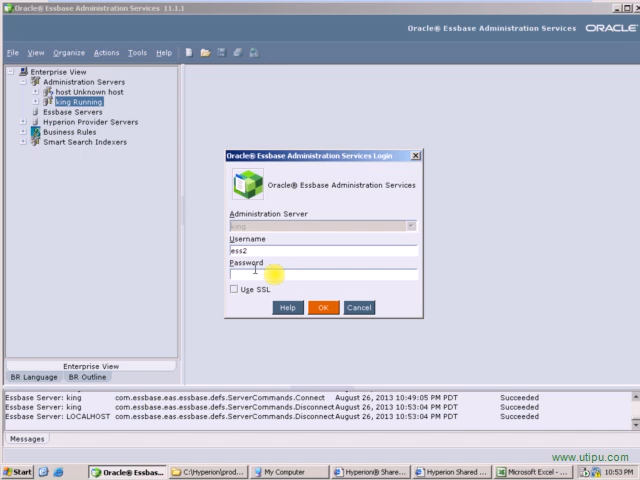 Oracle® Essbase Administration Services 11.1.1
Oracle® Essbase Administration Services ORACLE
File View Organize Actions Tools Help
Enterprise View
Administration Servers
host Unknown host
king Running
Essbase Servers
Hyperion Provider Servers
Business Rules
Smart Search Indexers
Oracle® Essbase Administration Services Login
Oracle® Essbase Administration Services
Administration Server
king
Username
ess2
Password
Use SSL
Help OK Cancel
Enterprise View
BR Language BR Outline
Essbase Server: king com.essbase.eas.essbase.defs.ServerCommands.Connect August 26, 2013 10:49:05 PM PDT Succeeded
Essbase Server: king com.essbase.eas.essbase.defs.ServerCommands.Disconnect August 26, 2013 10:53:04 PM PDT Succeeded
Essbase Server: LOCALHOST com.essbase.eas.essbase.defs.ServerCommands.Disconnect August 26, 2013 10:53:04 PM PDT Succeeded
Messages
www.utipu.com
Start Oracle® Essbas... C:\Hyperion\prod... My Computer Hyperion® Share... Hyperion Shared ... Microsoft Excel - ... 10:53 PM